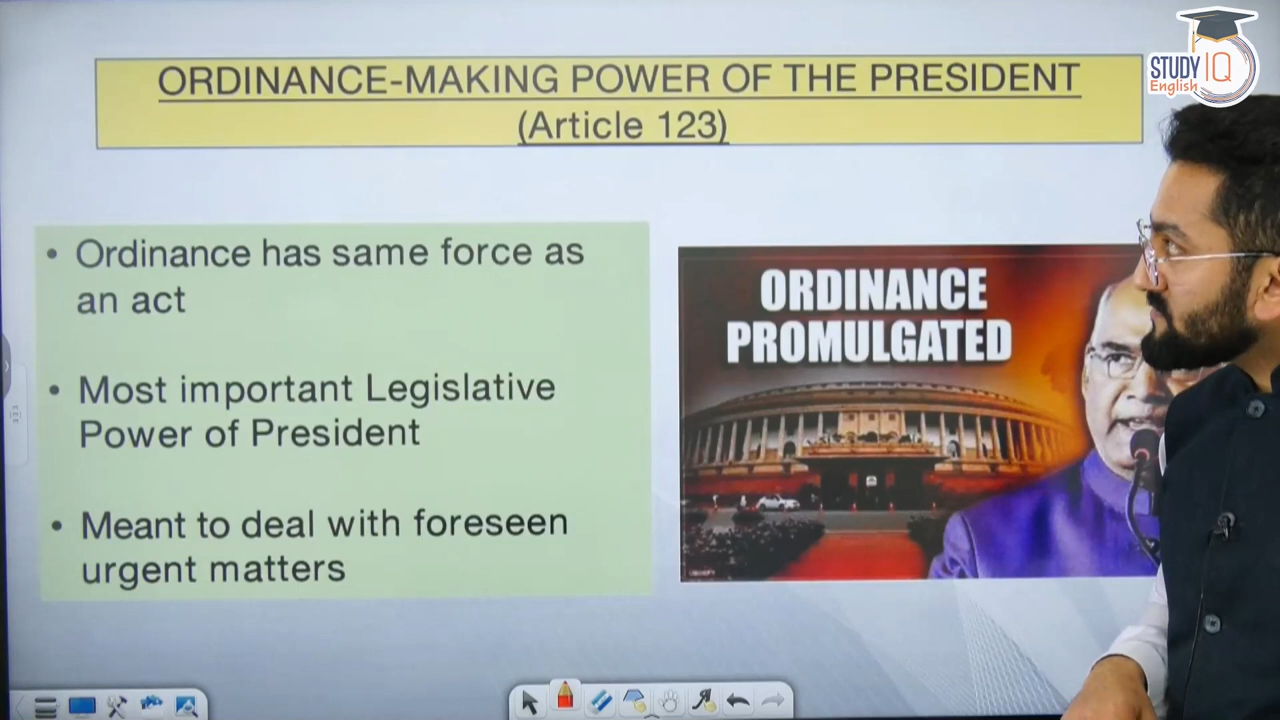 STUDY IQ
English
ORDINANCE-MAKING POWER OF THE PRESIDENT
(Article 123)
• Ordinance has same force as
an act
• Most important Legislative
Power of President
• Meant to deal with foreseen
urgent matters
ORDINANCE
PROMULGATED